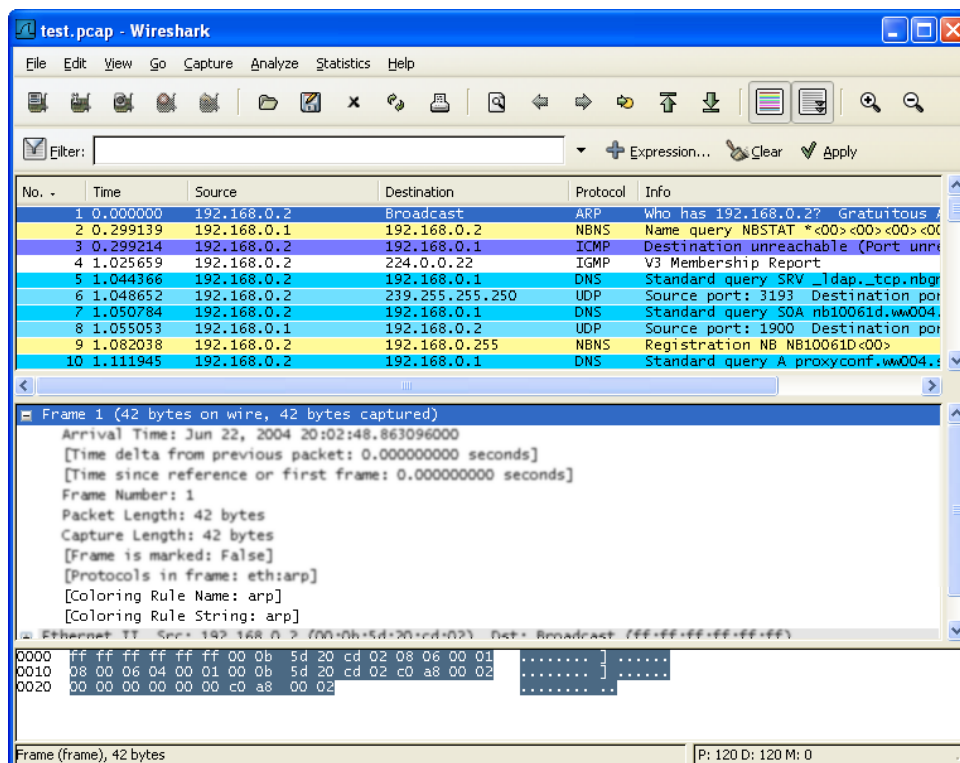 test.pcap - Wireshark
File Edit View Go Capture Analyze Statistics Help
Filter: Expression... Clear Apply
No. Time Source Destination Protocol Info
1 0.000000 192.168.0.2 Broadcast ARP Who has 192.168.0.2? Gratuitous A
2 0.299139 192.168.0.1 192.168.0.2 NBNS Name query NBSTAT *<00><00><00><00
3 0.299214 192.168.0.2 192.168.0.1 ICMP Destination unreachable (Port unre
4 1.025659 192.168.0.2 224.0.0.22 IGMP V3 Membership Report
5 1.044366 192.168.0.2 192.168.0.1 DNS Standard query SRV _ldap._tcp.nbgm
6 1.048652 192.168.0.2 239.255.255.250 UDP Source port: 3193 Destination por
7 1.050784 192.168.0.2 192.168.0.1 DNS Standard query SOA nb10061d.ww004.
8 1.055053 192.168.0.1 192.168.0.2 UDP Source port: 1900 Destination por
9 1.082038 192.168.0.2 192.168.0.255 NBNS Registration NB NB10061D<00>
10 1.111945 192.168.0.2 192.168.0.1 DNS Standard query A proxyconf.ww004.s
Frame 1 (42 bytes on wire, 42 bytes captured)
Arrival Time: Jun 22, 2004 20:02:48.863096000
[Time delta from previous packet: 0.000000000 seconds]
[Time since reference or first frame: 0.000000000 seconds]
Frame Number: 1
Packet Length: 42 bytes
Capture Length: 42 bytes
[Frame is marked: False]
[Protocols in frame: eth:arp]
[Coloring Rule Name: arp]
[Coloring Rule String: arp]
Ethernet II, Src: 192.168.0.2 (00:0b:5d:20:cd:02), Dst: Broadcast (ff:ff:ff:ff:ff:ff)
0000 ff ff ff ff ff ff 00 0b 5d 20 cd 02 08 06 00 01 ........ ] ......
0010 08 00 06 04 00 01 00 0b 5d 20 cd 02 c0 a8 00 02 ........ ] ......
0020 00 00 00 00 00 00 c0 a8 00 02 ........ ..
Frame (frame), 42 bytes P: 120 D: 120 M: 0